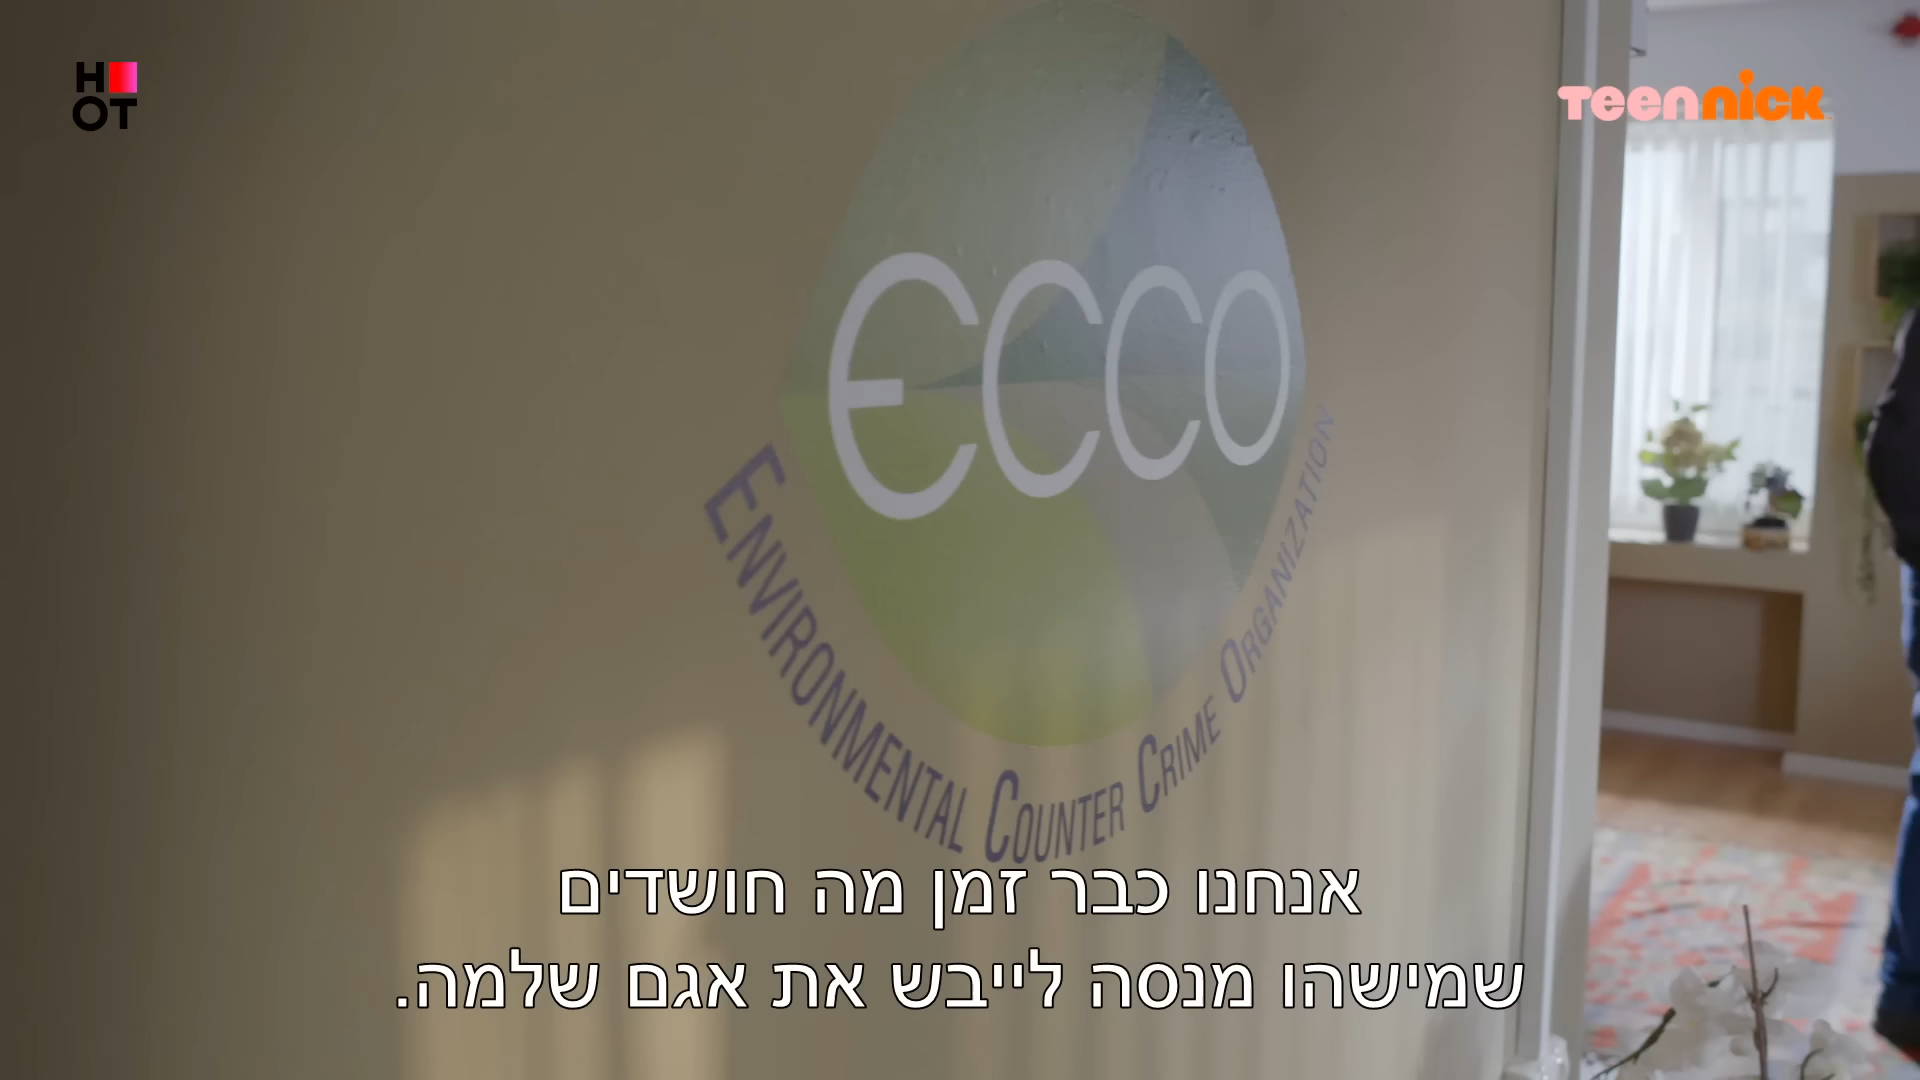 HOT
TEENNICK
ECCO
ENVIRONMENTAL COUNTER CRIME ORGANIZATION
אנחנו כבר זמן מה חושדים
שמישהו מנסה לייבש את אגם שלמה.